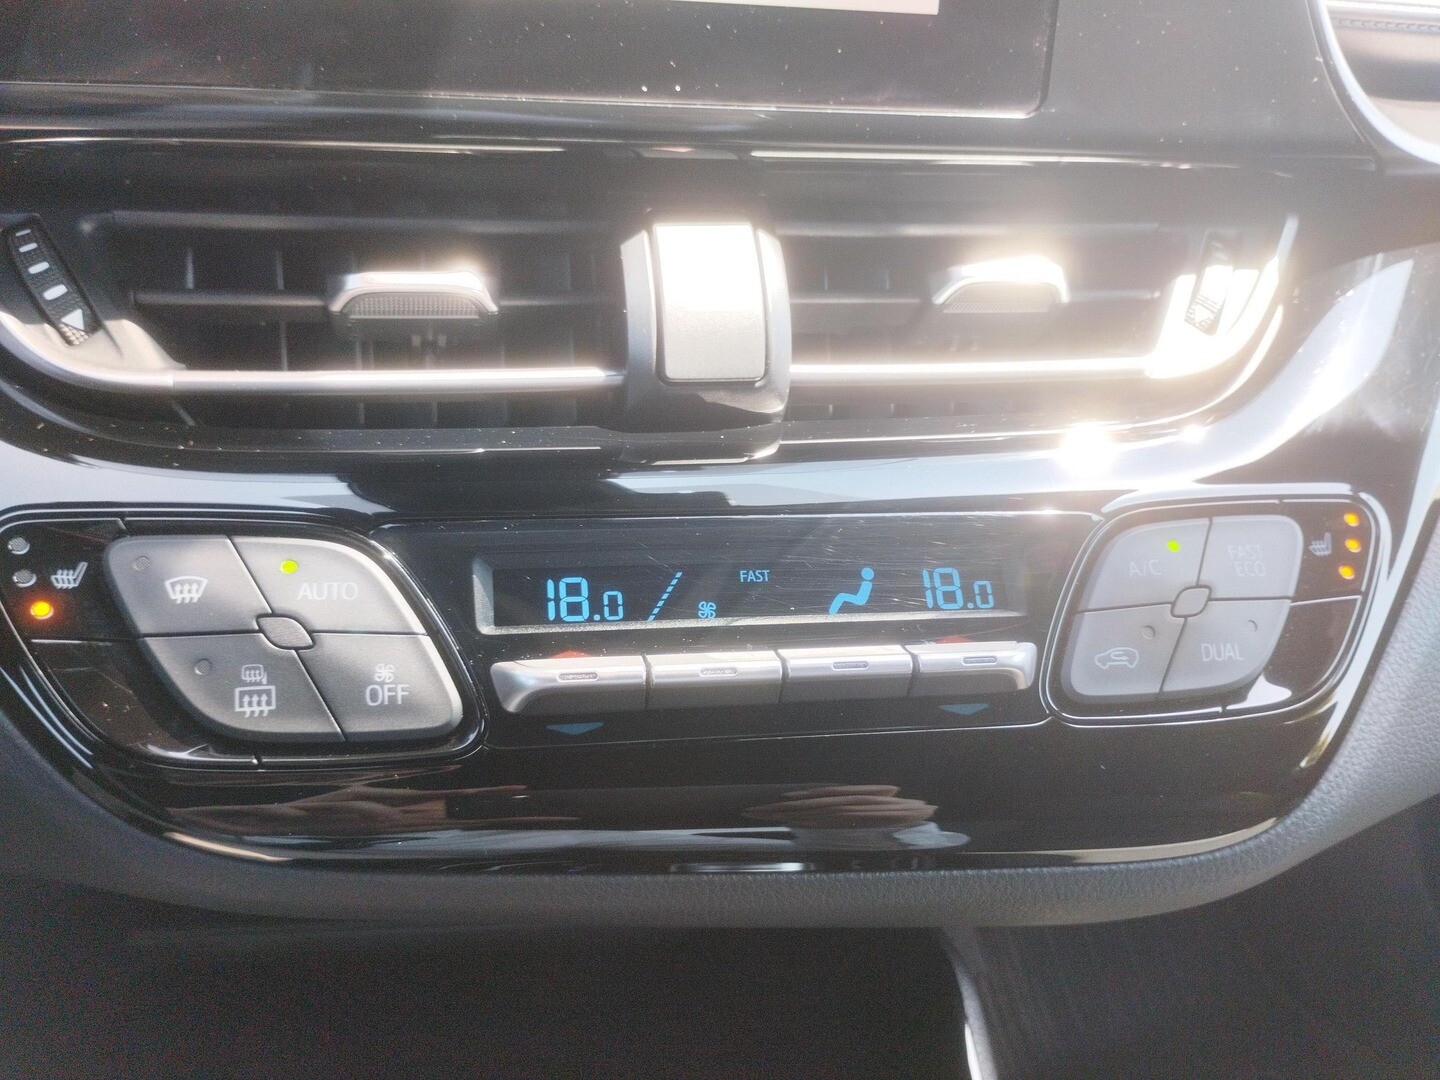 AUTO
OFF
18.0
FAST
18.0
A/C
FAST
ECO
DUAL